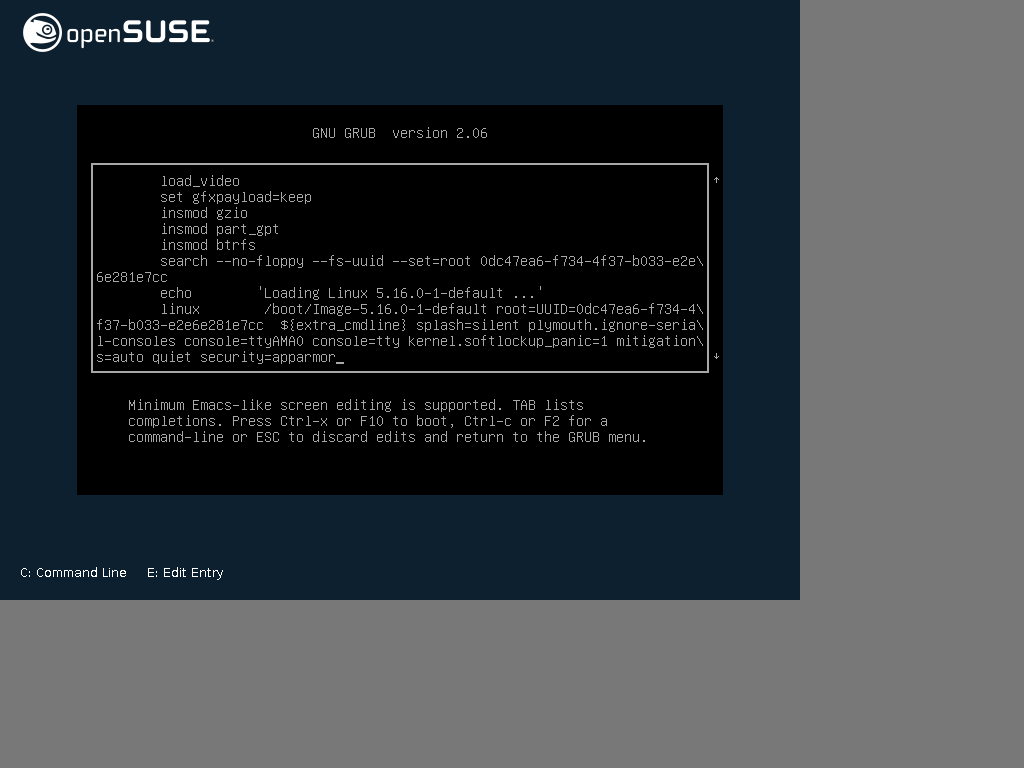 openSUSE
GNU GRUB  version 2.06
load_video
set gfxpayload=keep
insmod gzio
insmod part_gpt
insmod btrfs
search --no-floppy --fs-uuid --set=root 0dc47ea6-f734-4f37-b033-e2e\
6e281e7cc
echo        'Loading Linux 5.16.0-1-default ...'
linux        /boot/Image-5.16.0-1-default root=UUID=0dc47ea6-f734-4\
f37-b033-e2e6e281e7cc  ${extra_cmdline} splash=silent plymouth.ignore-seria\
l-consoles console=ttyAMA0 console=tty kernel.softlockup_panic=1 mitigation\
s=auto quiet security=apparmor_
Minimum Emacs-like screen editing is supported. TAB lists
completions. Press Ctrl-x or F10 to boot, Ctrl-c or F2 for a
command-line or ESC to discard edits and return to the GRUB menu.
C: Command Line     E: Edit Entry